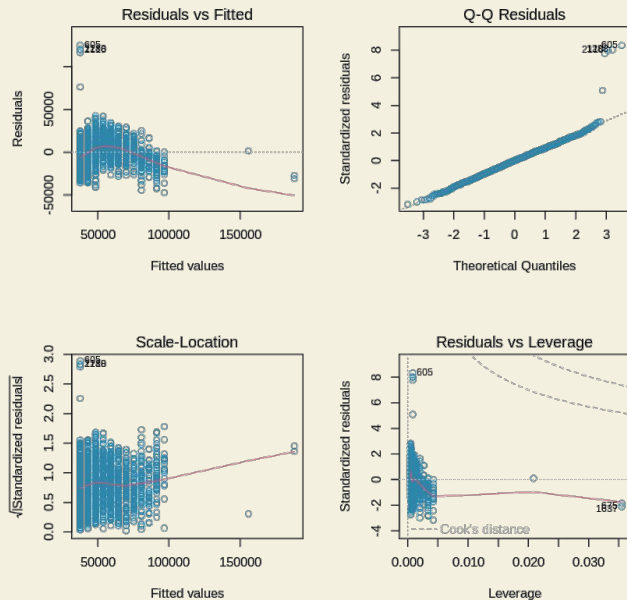 Residuals vs Fitted
Residuals
-50000 0 50000
605
50000 100000 150000
Fitted values
Q-Q Residuals
Standardized residuals
-2 0 2 4 6 8
605
-3 -2 -1 0 1 2 3
Theoretical Quantiles
Scale-Location
√|Standardized residuals|
0.0 0.5 1.0 1.5 2.0 2.5 3.0
605
50000 100000 150000
Fitted values
Residuals vs Leverage
Standardized residuals
-4 -2 0 2 4 6 8
605
Cook's distance
0.000 0.010 0.020 0.030
Leverage